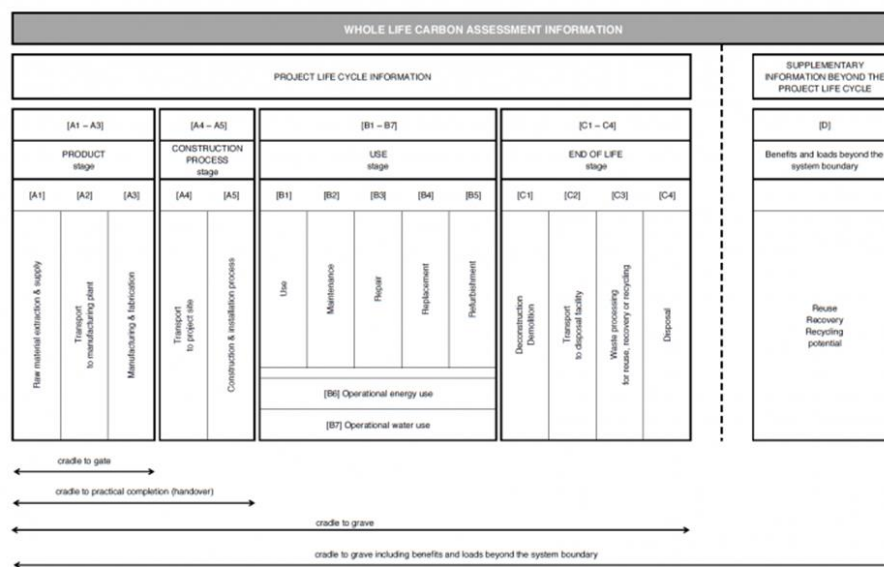 WHOLE LIFE CARBON ASSESSMENT INFORMATION
PROJECT LIFE CYCLE INFORMATION
SUPPLEMENTARY
INFORMATION BEYOND THE
PROJECT LIFE CYCLE
[A1 – A3]
[A4 – A5]
[B1 – B7]
[C1 – C4]
[D]
PRODUCT
stage
CONSTRUCTION
PROCESS
stage
USE
stage
END OF LIFE
stage
Benefits and loads beyond the
system boundary
[A1]
[A2]
[A3]
[A4]
[A5]
[B1]
[B2]
[B3]
[B4]
[B5]
[C1]
[C2]
[C3]
[C4]
Raw material extraction & supply
Transport
to manufacturing plant
Manufacturing & fabrication
Transport
to project site
Construction & installation process
Use
Maintenance
Repair
Replacement
Refurbishment
Deconstruction
Demolition
Transport
to disposal facility
Waste processing
for reuse, recovery or recycling
Disposal
Reuse
Recovery
Recycling
potential
[B6] Operational energy use
[B7] Operational water use
cradle to gate
cradle to practical completion (handover)
cradle to grave
cradle to grave including benefits and loads beyond the system boundary